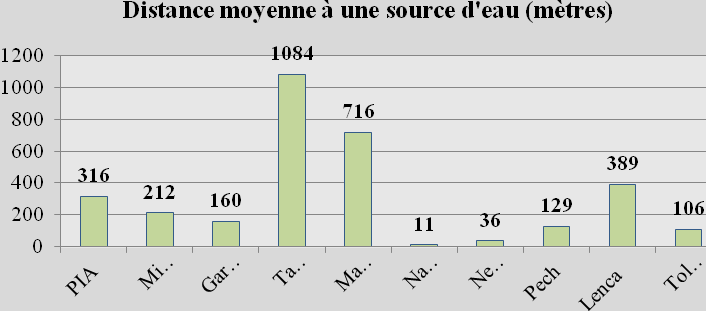 Distance moyenne à une source d'eau (mètres)
1200
1000
800
600
400
200
0
316
212
160
1084
716
11
36
129
389
106
PIA
Mi..
Gar..
Ta..
Ma..
Na..
Ne..
Pech
Lenca
Tol..